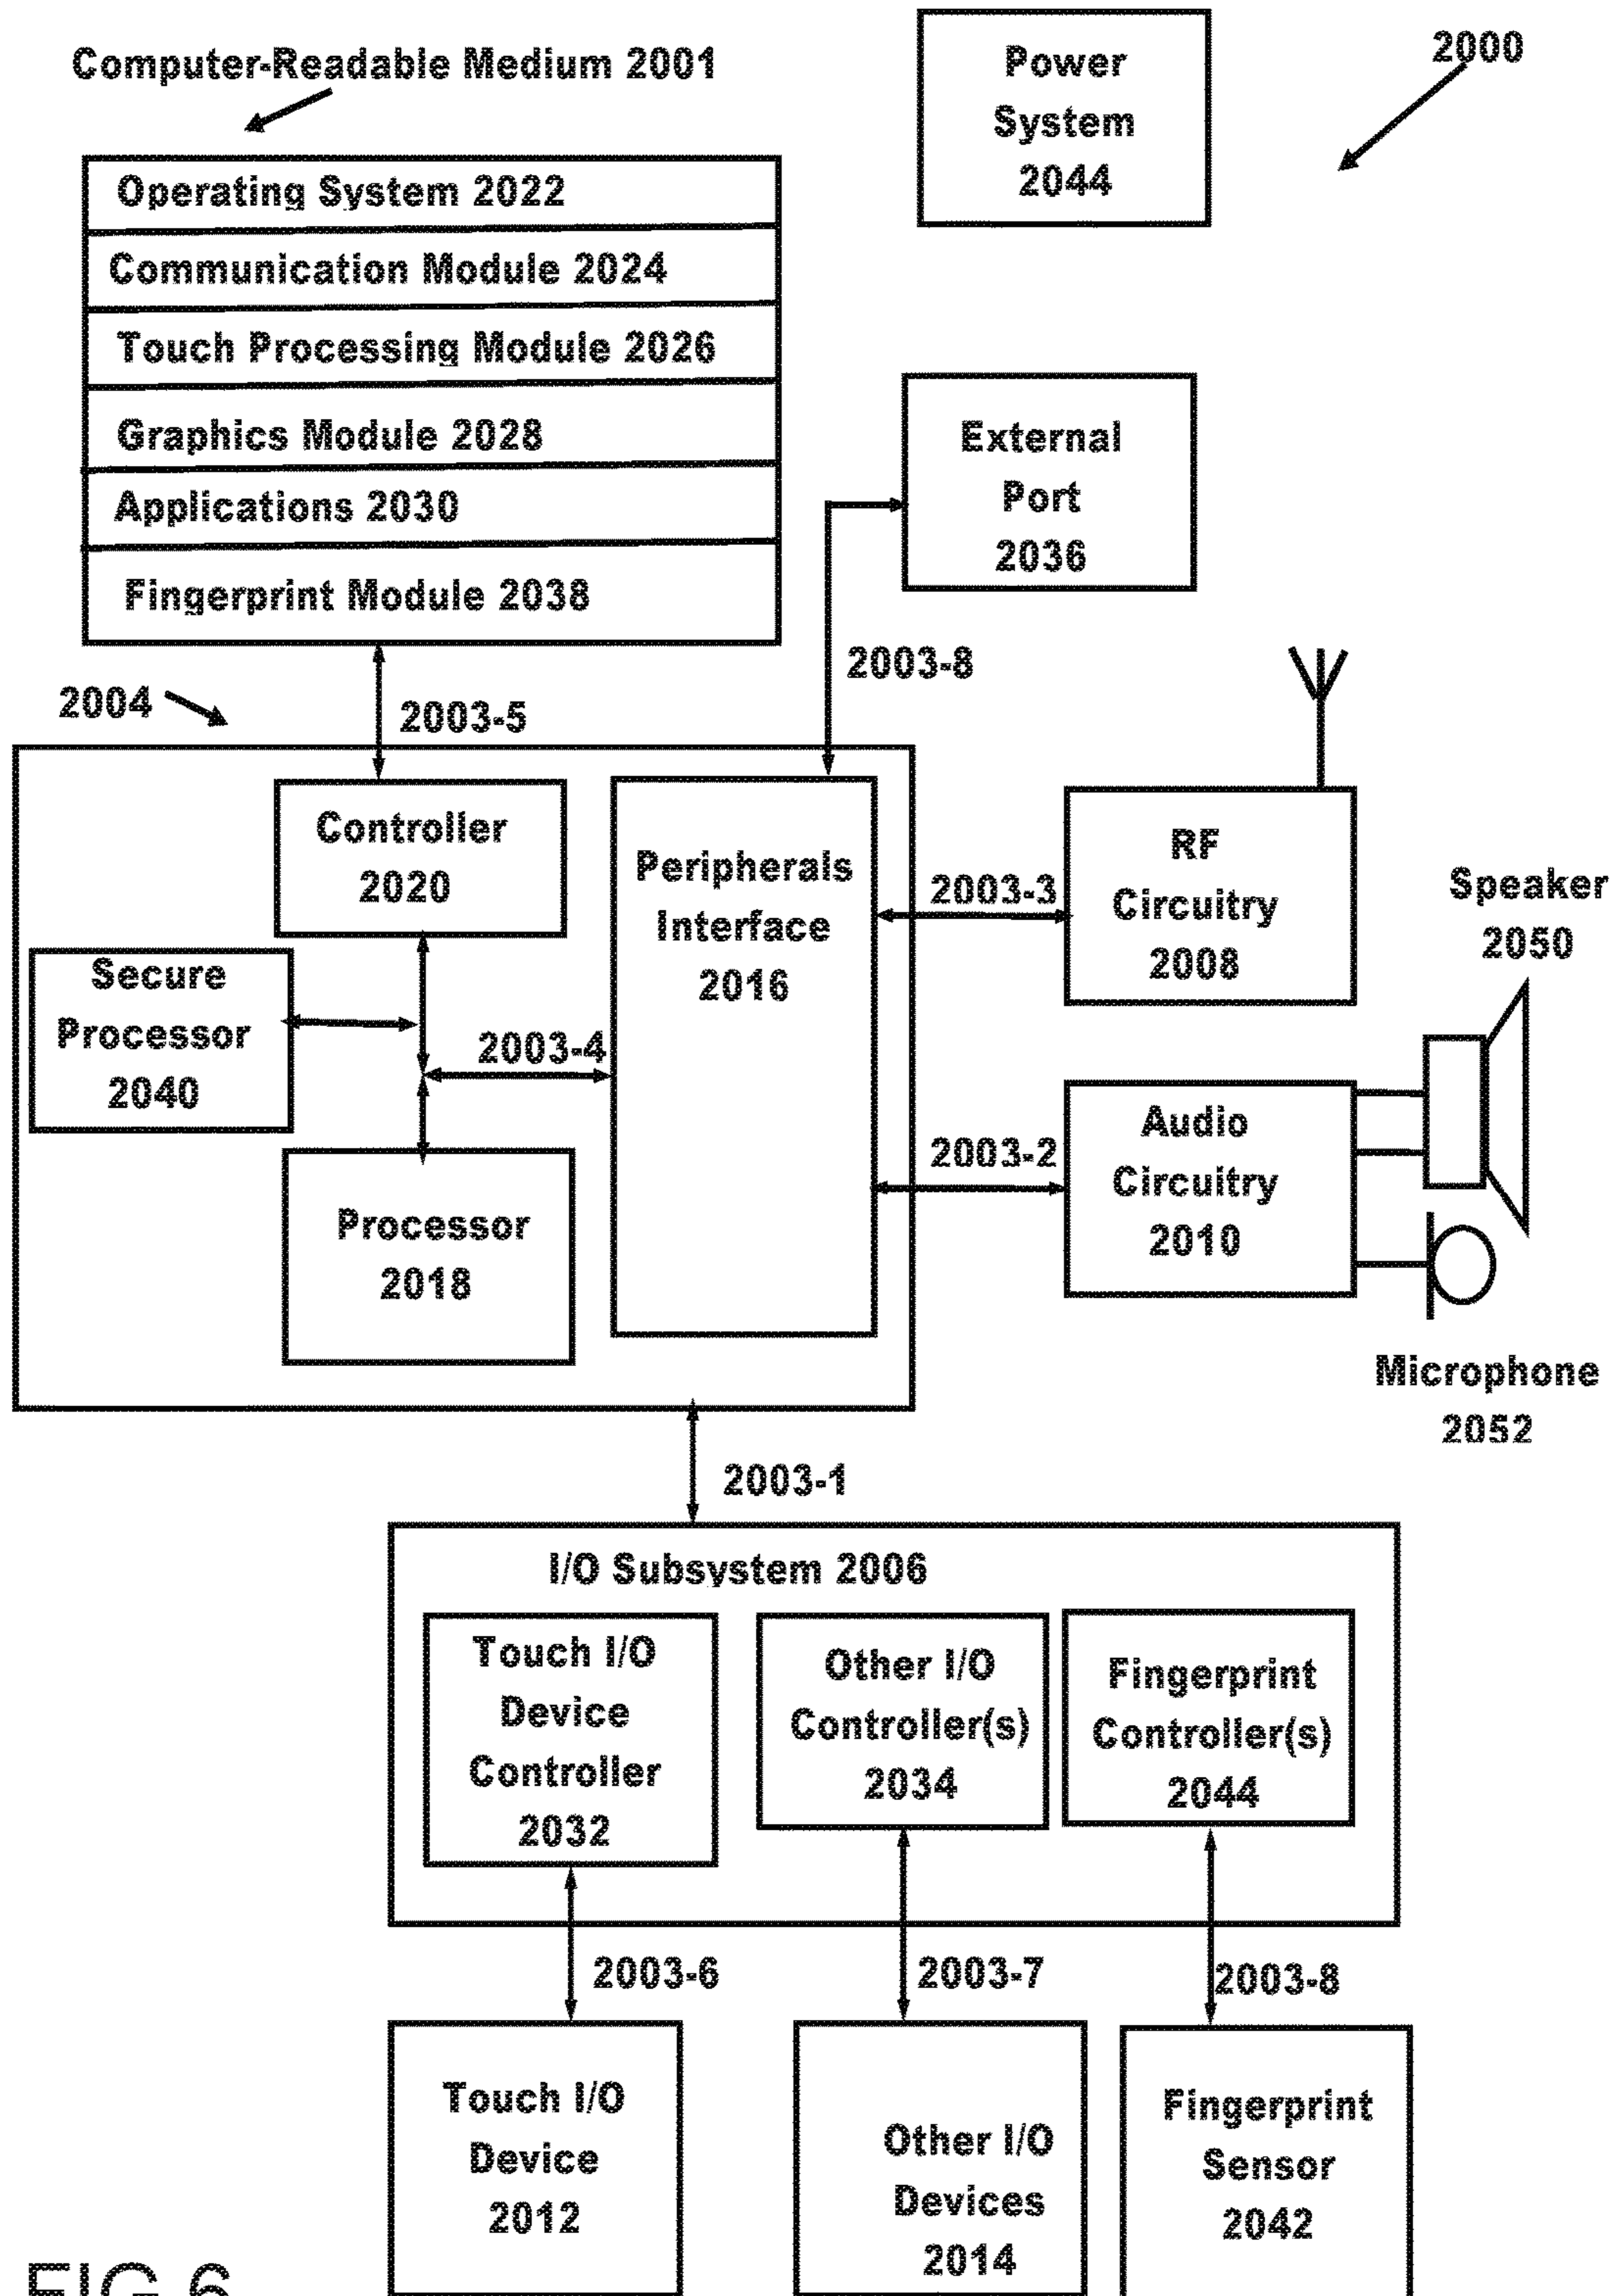 Computer-Readable Medium 2001
Power
System
2044
2000
Operating System 2022
Communication Module 2024
Touch Processing Module 2026
Graphics Module 2028
Applications 2030
Fingerprint Module 2038
External
Port
2036
2003-8
2004
2003-5
Controller
2020
Peripherals
Interface
2016
2003-3
RF
Circuitry
2008
Speaker
2050
Secure
Processor
2040
2003-4
2003-2
Audio
Circuitry
2010
Processor
2018
Microphone
2052
2003-1
I/O Subsystem 2006
Touch I/O
Device
Controller
2032
Other I/O
Controller(s)
2034
Fingerprint
Controller(s)
2044
2003-6
2003-7
2003-8
Touch I/O
Device
2012
Other I/O
Devices
2014
Fingerprint
Sensor
2042
FIG 6